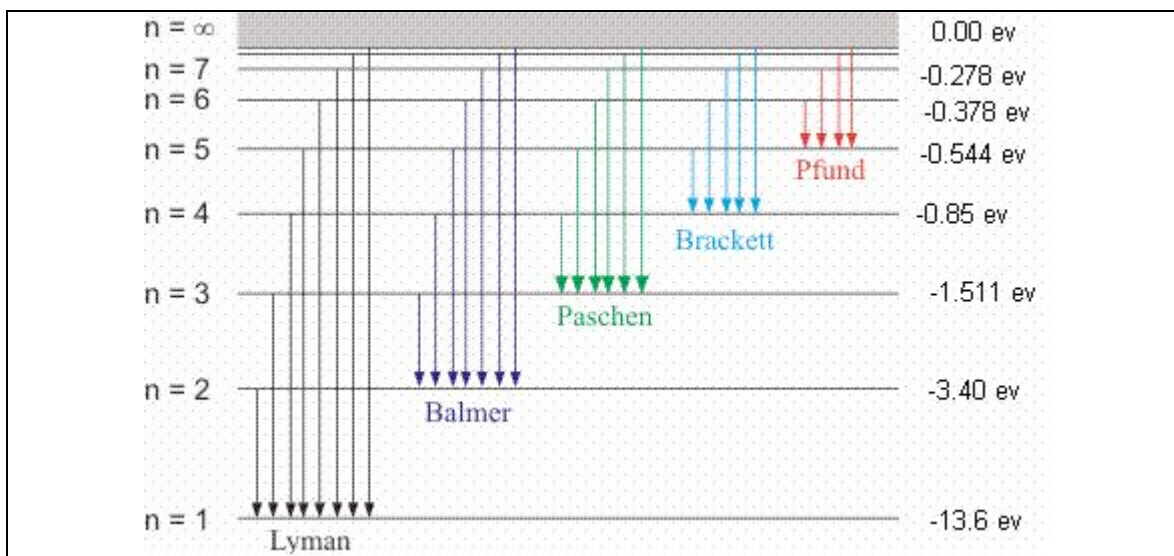 n = ∞ 0.00 ev
n = 7 -0.278 ev
n = 6 -0.378 ev
n = 5 -0.544 ev
Pfund
n = 4 -0.85 ev
Brackett
n = 3 -1.511 ev
Paschen
n = 2 -3.40 ev
Balmer
n = 1 -13.6 ev
Lyman